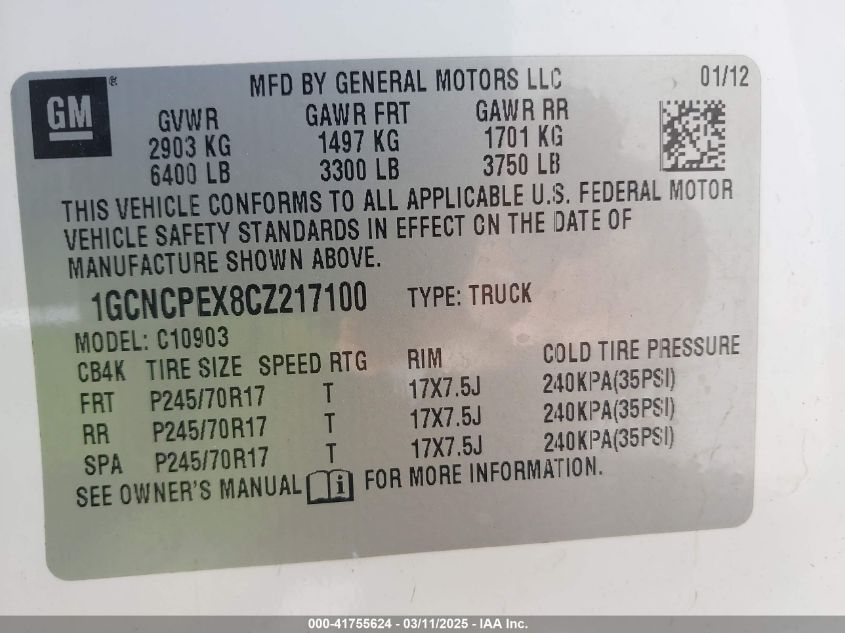 GM ® MFD BY GENERAL MOTORS LLC 01/12
GVWR GAWR FRT GAWR RR
2903 KG 1497 KG 1701 KG
6400 LB 3300 LB 3750 LB
THIS VEHICLE CONFORMS TO ALL APPLICABLE U.S. FEDERAL MOTOR
VEHICLE SAFETY STANDARDS IN EFFECT ON THE DATE OF
MANUFACTURE SHOWN ABOVE.
1GCNCPEX8CZ217100 TYPE: TRUCK
MODEL: C10903
CB4K TIRE SIZE SPEED RTG RIM COLD TIRE PRESSURE
FRT P245/70R17 T 17X7.5J 240KPA(35PSI)
RR P245/70R17 T 17X7.5J 240KPA(35PSI)
SPA P245/70R17 T 17X7.5J 240KPA(35PSI)
SEE OWNER'S MANUAL i FOR MORE INFORMATION.
000-41755624 - 03/11/2025 - IAA Inc.